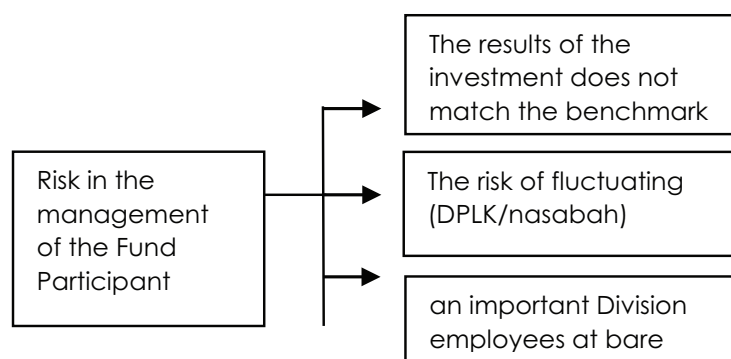 The results of the
investment does not
match the benchmark
Risk in the
management
of the Fund
Participant
The risk of fluctuating
(DPLK/nasabah)
an important Division
employees at bare